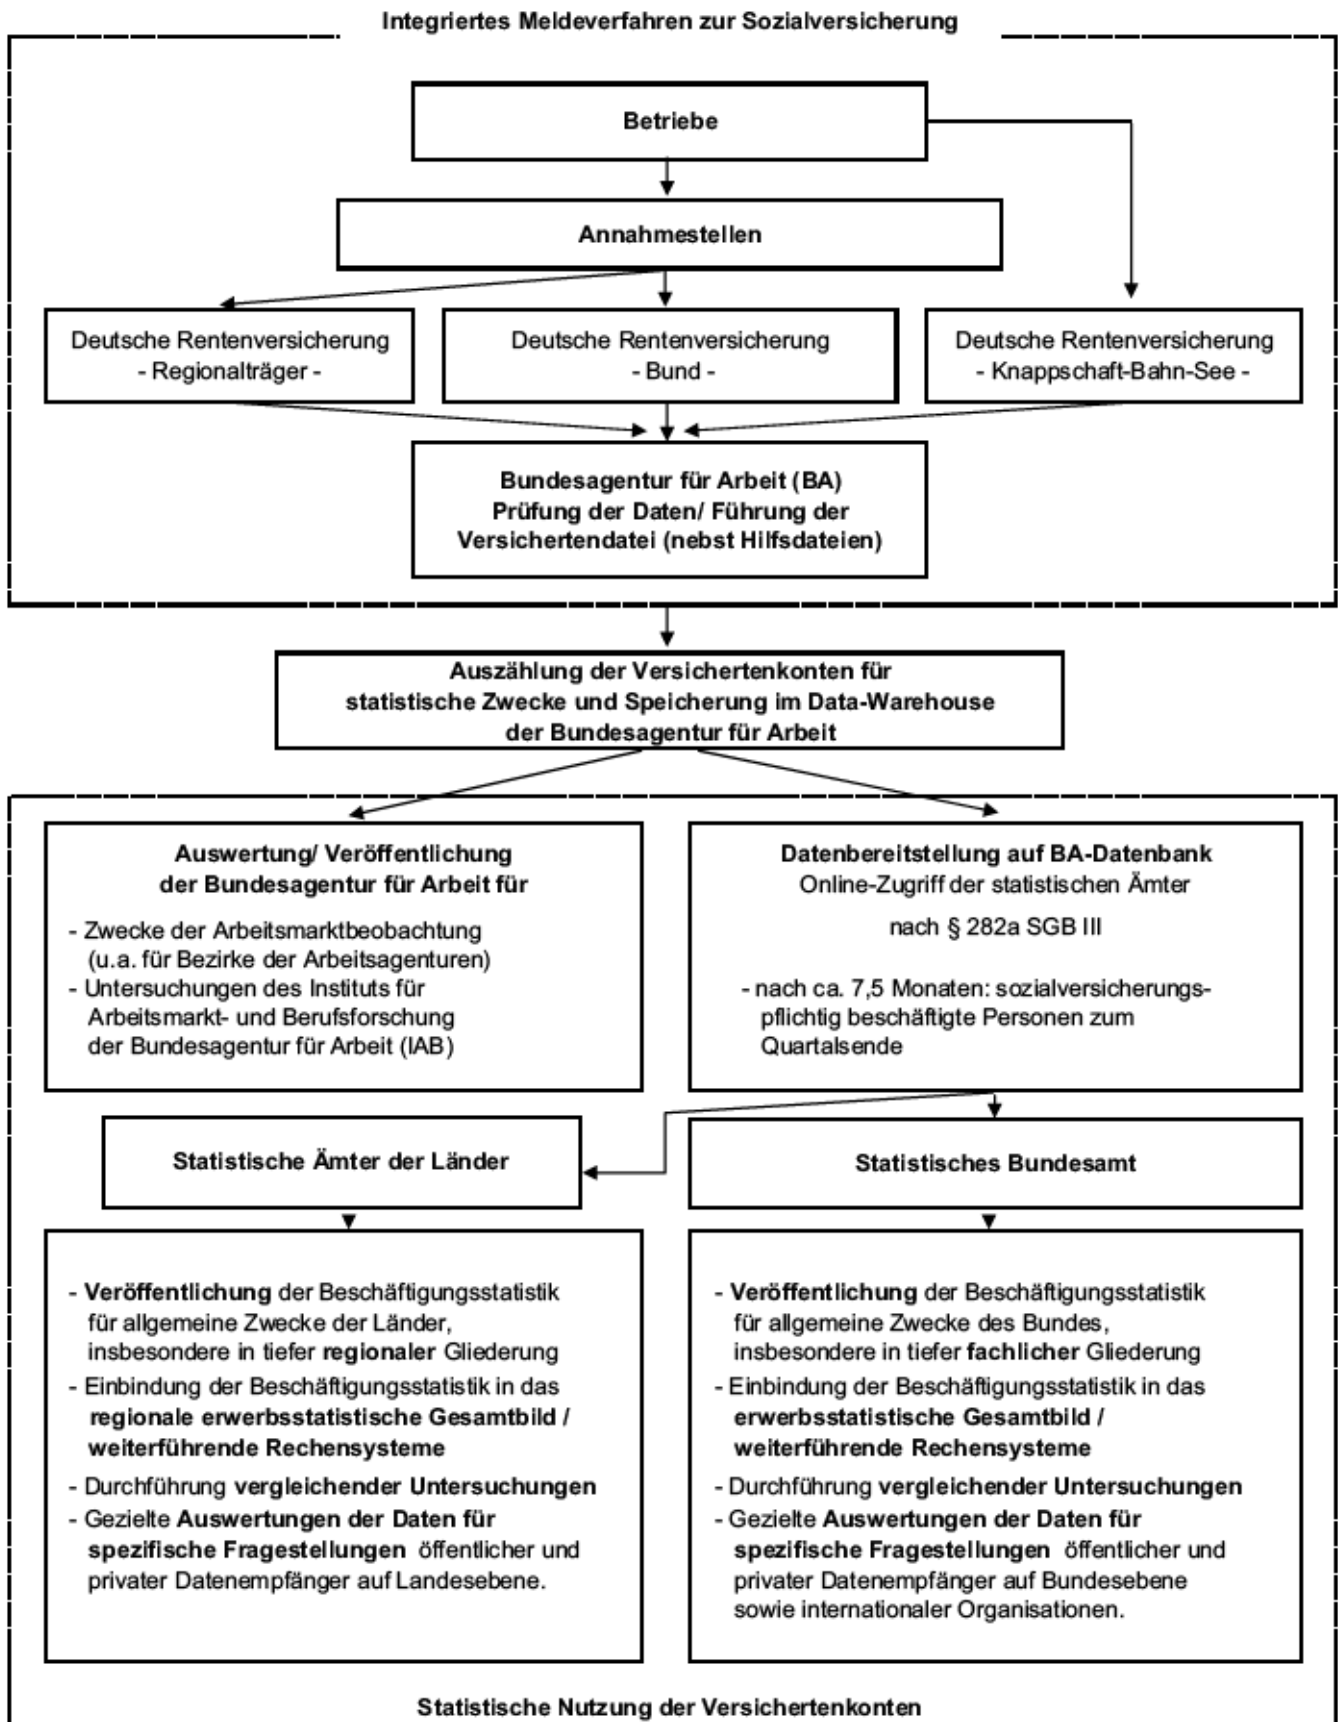 Integriertes Meldeverfahren zur Sozialversicherung
Betriebe
Annahmestellen
Deutsche Rentenversicherung
- Regionalträger -
Deutsche Rentenversicherung
- Bund -
Deutsche Rentenversicherung
- Knappschaft-Bahn-See -
Bundesagentur für Arbeit (BA)
Prüfung der Daten/ Führung der
Versichertendatei (nebst Hilfsdateien)
Auszählung der Versichertenkonten für
statistische Zwecke und Speicherung im Data-Warehouse
der Bundesagentur für Arbeit
Auswertung/ Veröffentlichung
der Bundesagentur für Arbeit für
- Zwecke der Arbeitsmarktbeobachtung
(u.a. für Bezirke der Arbeitsagenturen)
- Untersuchungen des Instituts für
Arbeitsmarkt- und Berufsforschung
der Bundesagentur für Arbeit (IAB)
Datenbereitstellung auf BA-Datenbank
Online-Zugriff der statistischen Ämter
nach § 282a SGB III
- nach ca. 7,5 Monaten: sozialversicherungs-
pflichtig beschäftigte Personen zum
Quartalsende
Statistische Ämter der Länder
Statistisches Bundesamt
- Veröffentlichung der Beschäftigungsstatistik
für allgemeine Zwecke der Länder,
insbesondere in tiefer regionaler Gliederung
- Einbindung der Beschäftigungsstatistik in das
regionale erwerbsstatistische Gesamtbild /
weiterführende Rechensysteme
- Durchführung vergleichender Untersuchungen
- Gezielte Auswertungen der Daten für
spezifische Fragestellungen öffentlicher und
privater Datenempfänger auf Landesebene.
- Veröffentlichung der Beschäftigungsstatistik
für allgemeine Zwecke des Bundes,
insbesondere in tiefer fachlicher Gliederung
- Einbindung der Beschäftigungsstatistik in das
erwerbsstatistische Gesamtbild /
weiterführende Rechensysteme
- Durchführung vergleichender Untersuchungen
- Gezielte Auswertungen der Daten für
spezifische Fragestellungen öffentlicher und
privater Datenempfänger auf Bundesebene
sowie internationaler Organisationen.
Statistische Nutzung der Versichertenkonten